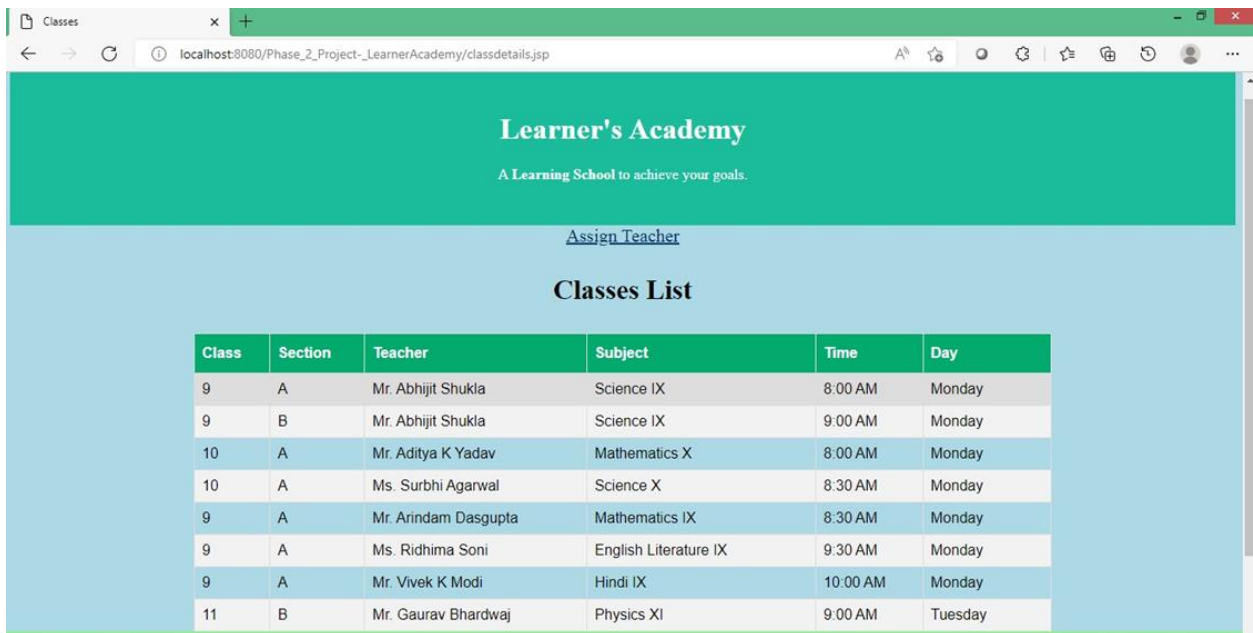 Classes
localhost:8080/Phase_2_Project-_LearnerAcademy/classdetails.jsp
Learner's Academy
A Learning School to achieve your goals.
Assign Teacher
Classes List
Class Section Teacher Subject Time Day
9 A Mr. Abhijit Shukla Science IX 8:00 AM Monday
9 B Mr. Abhijit Shukla Science IX 9:00 AM Monday
10 A Mr. Aditya K Yadav Mathematics X 8:00 AM Monday
10 A Ms. Surbhi Agarwal Science X 8:30 AM Monday
9 A Mr. Arindam Dasgupta Mathematics IX 8:30 AM Monday
9 A Ms. Ridhima Soni English Literature IX 9:30 AM Monday
9 A Mr. Vivek K Modi Hindi IX 10:00 AM Monday
11 B Mr. Gaurav Bhardwaj Physics XI 9:00 AM Tuesday